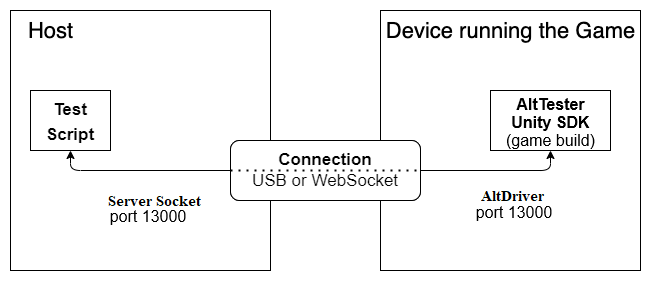 Host
Device running the Game
Test
Script
AltTester
Unity SDK
(game build)
Connection
USB or WebSocket
Server Socket
port 13000
AltDriver
port 13000